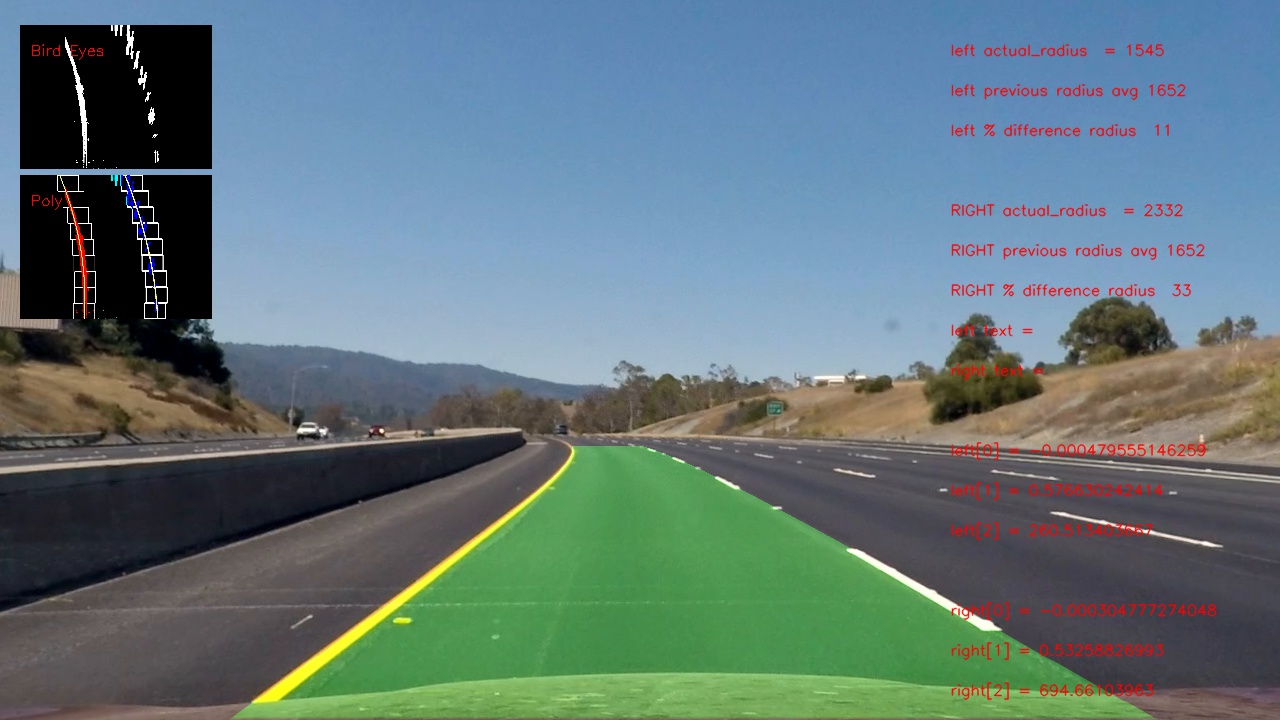 Bird Eyes
Poly
left actual_radius = 1545
left previous radius avg 1652
left % difference radius 11
RIGHT actual_radius = 2332
RIGHT previous radius avg 1652
RIGHT % difference radius 33
left text =
right text =
left[0] = -0.000479555146259
left[1] = 0.576830242414
left[2] = 260.513403667
right[0] = -0.000304777274048
right[1] = 0.53258826993
right[2] = 694.66103963